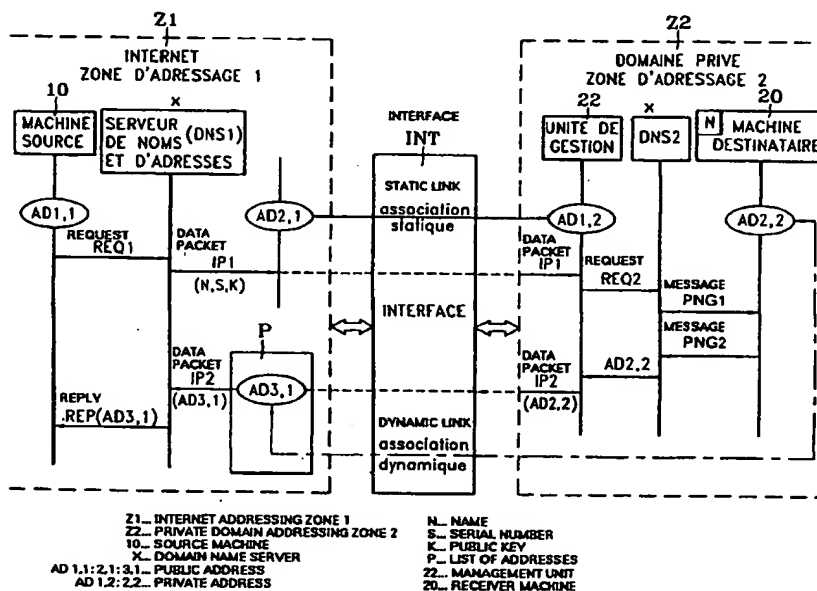 Z1
INTERNET
ZONE D'ADRESSAGE 1
10
x
MACHINE
SOURCE
SERVEUR
DE NOMS (DNS1)
ET D'ADRESSES
AD1,1
AD2,1
REQUEST
REQ1
DATA
PACKET
IP1
(N,S,K)
P
DATA
PACKET
IP2
(AD3,1)
AD3,1
REPLY
.REP(AD3,1)
INTERFACE
INT
STATIC LINK
association
statique
INTERFACE
DYNAMIC LINK
association
dynamique
Z2
DOMAINE PRIVE
ZONE D'ADRESSAGE 2
22
x
20
UNITÉ DE
GESTION
DNS2
N
MACHINE
DESTINATAIRE
AD1,2
AD2,2
DATA
PACKET
IP1
REQUEST
REQ2
MESSAGE
PNG1
MESSAGE
PNG2
DATA
PACKET
IP2
(AD2,2)
AD2,2
Z1... INTERNET ADDRESSING ZONE 1
Z2... PRIVATE DOMAIN ADDRESSING ZONE 2
10... SOURCE MACHINE
X... DOMAIN NAME SERVER
AD 1,1: 2,1: 3,1... PUBLIC ADDRESS
AD 1,2: 2,2... PRIVATE ADDRESS
N... NAME
S... SERIAL NUMBER
K... PUBLIC KEY
P... LIST OF ADDRESSES
22... MANAGEMENT UNIT
20... RECEIVER MACHINE